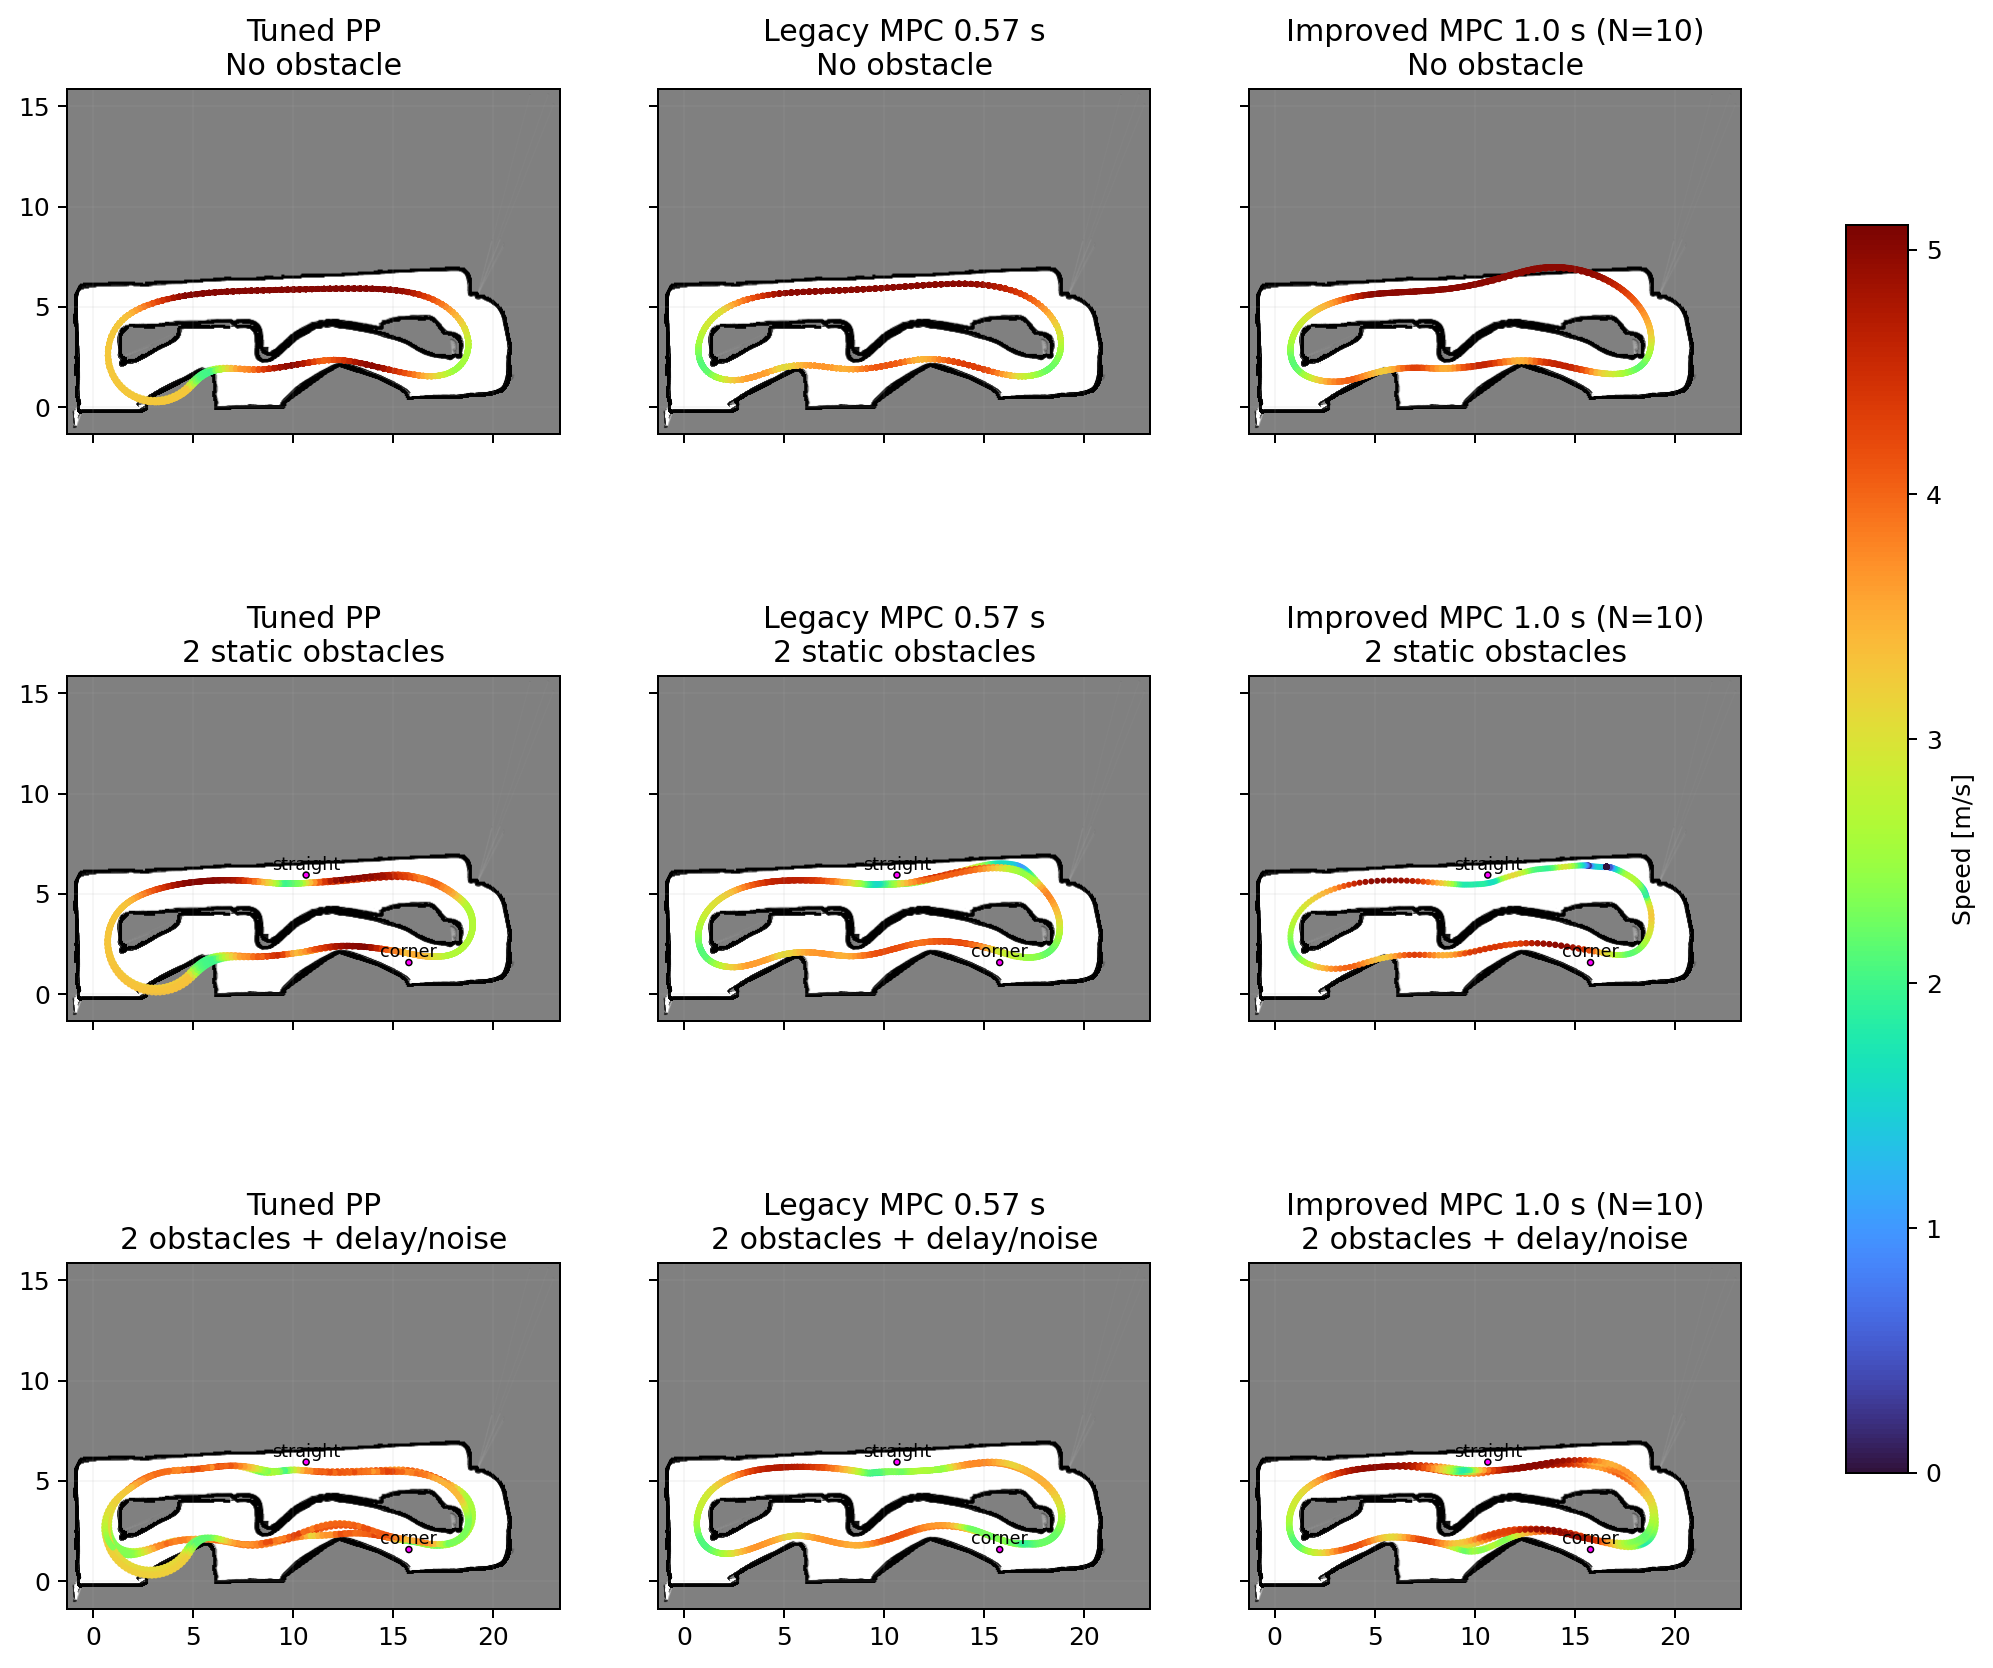 Tuned PP
No obstacle
Legacy MPC 0.57 s
No obstacle
Improved MPC 1.0 s (N=10)
No obstacle
15
10
5
0
Tuned PP
2 static obstacles
Legacy MPC 0.57 s
2 static obstacles
Improved MPC 1.0 s (N=10)
2 static obstacles
15
10
5
0
straight
corner
straight
corner
straight
corner
Tuned PP
2 obstacles + delay/noise
Legacy MPC 0.57 s
2 obstacles + delay/noise
Improved MPC 1.0 s (N=10)
2 obstacles + delay/noise
15
10
5
0
straight
corner
straight
corner
straight
corner
0 5 10 15 20
0 5 10 15 20
0 5 10 15 20
5
4
3
2
1
0
Speed [m/s]